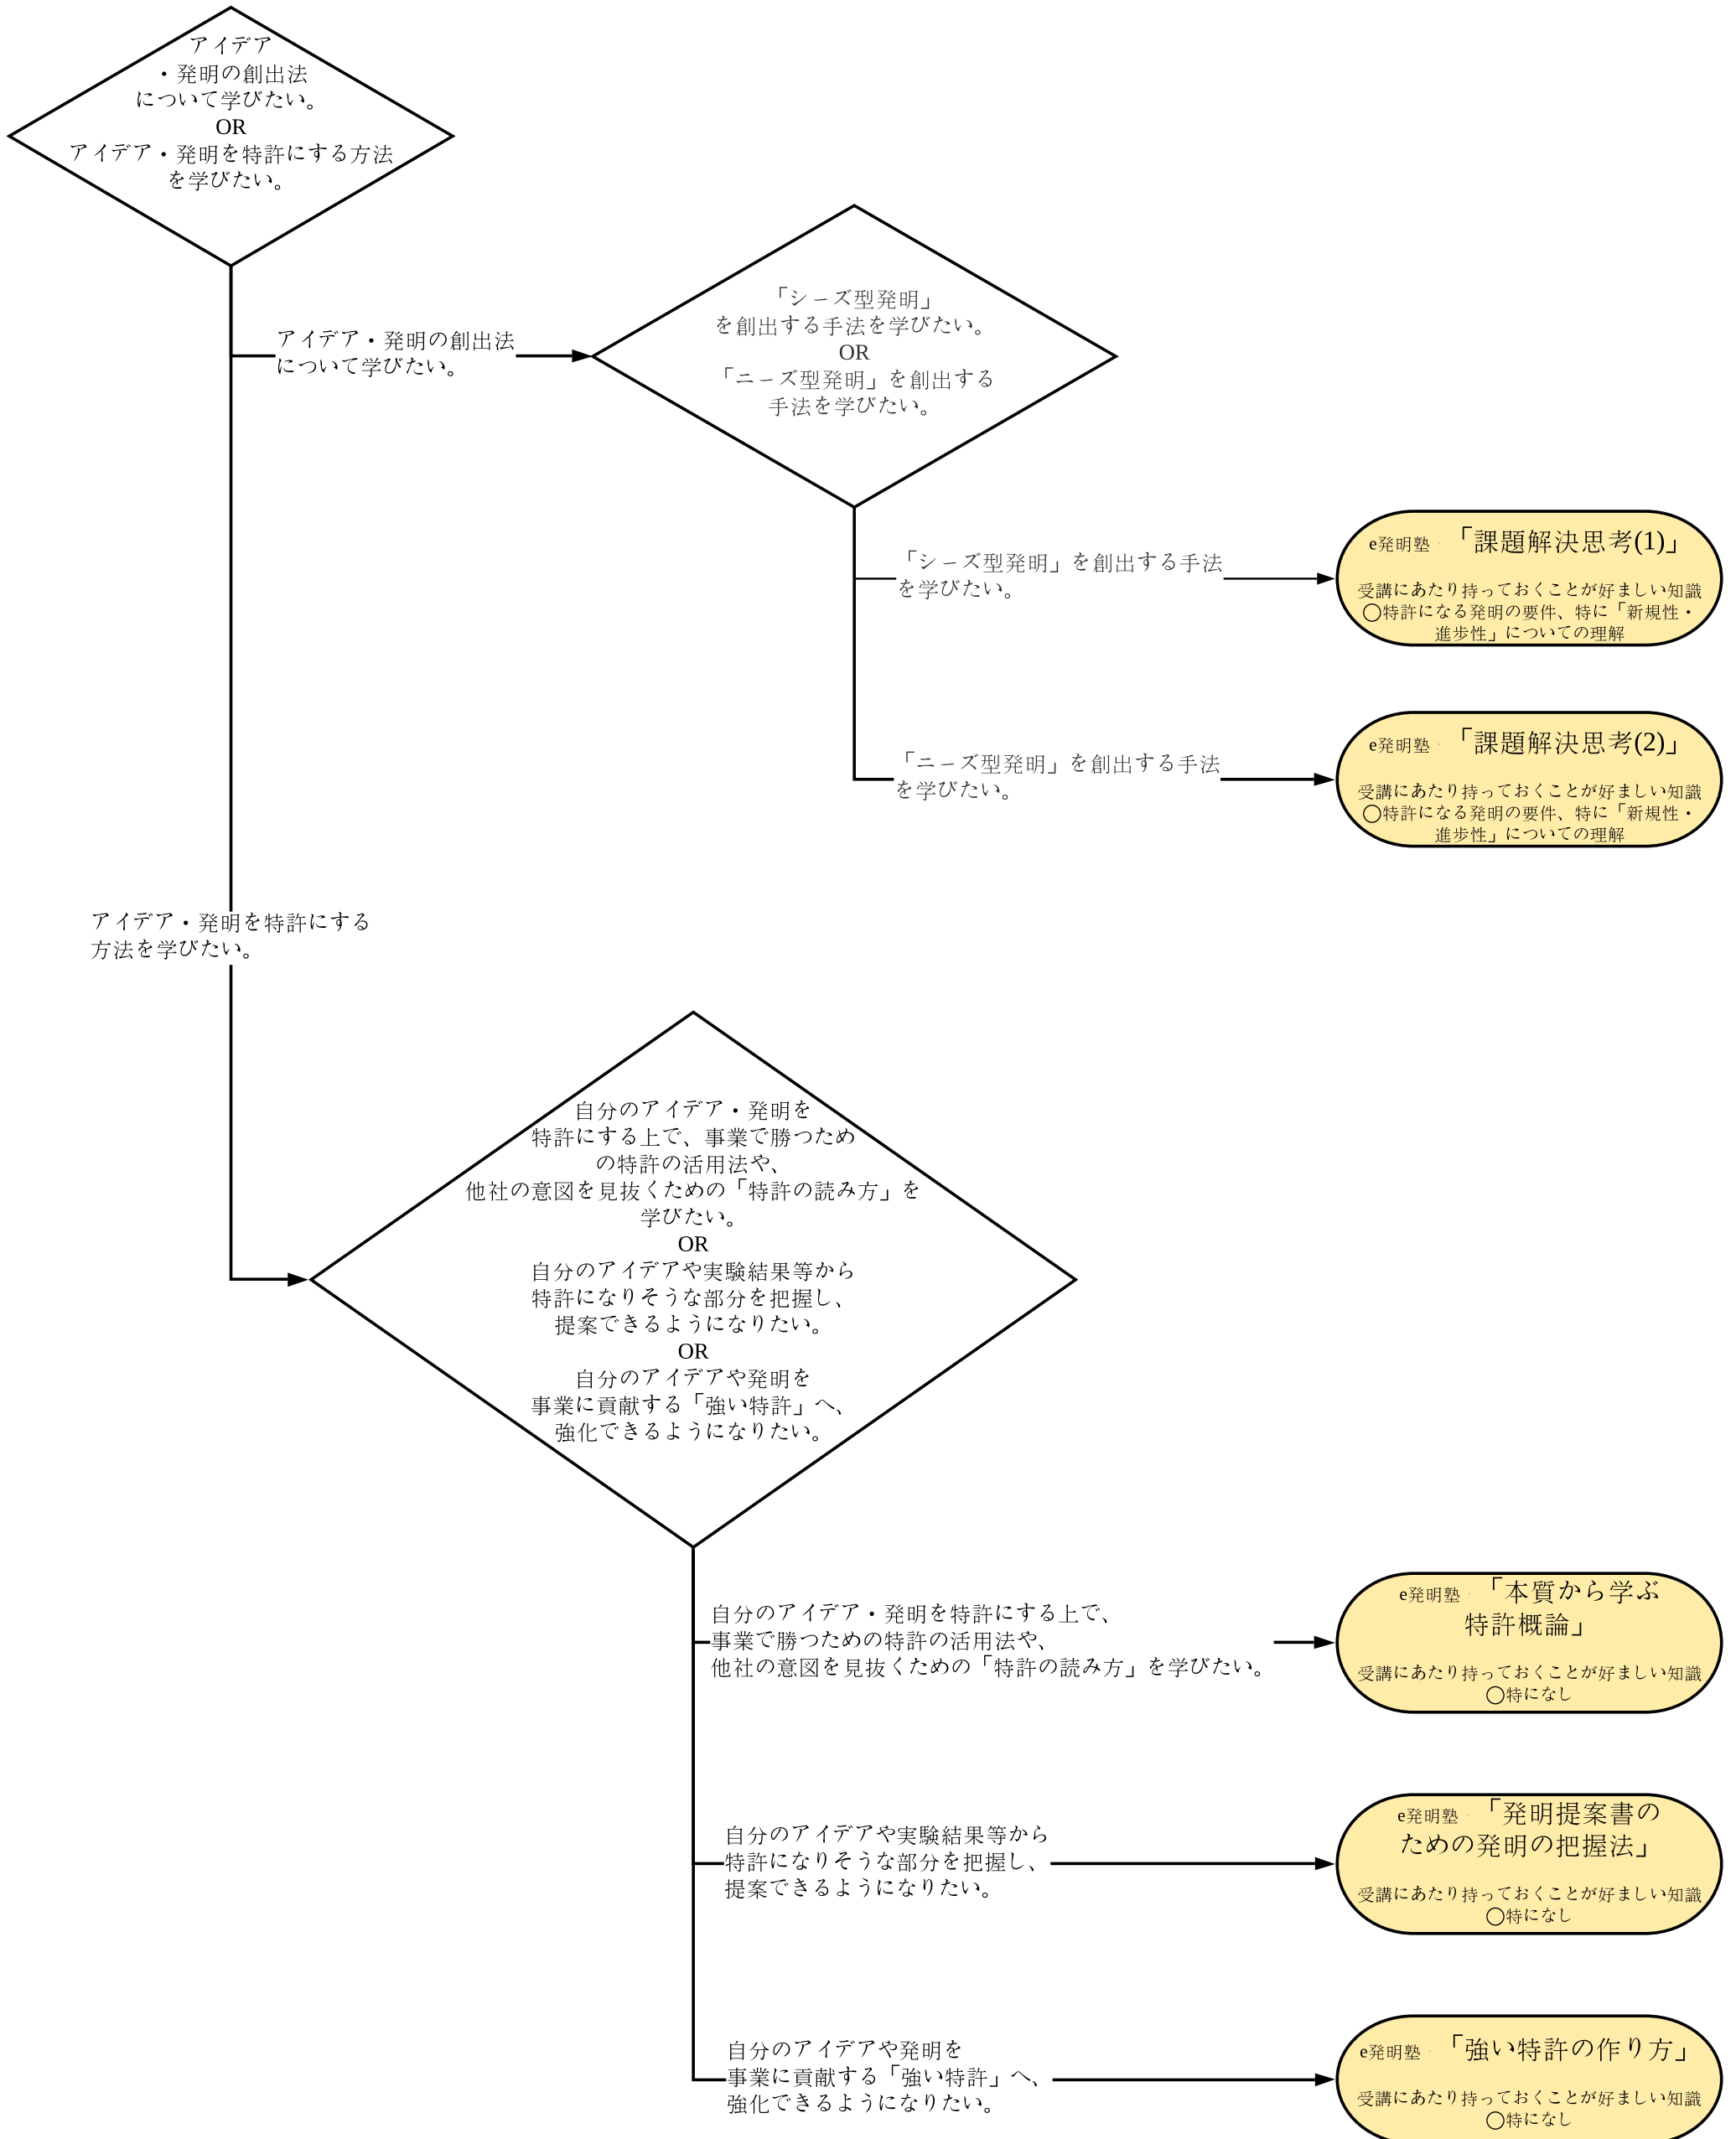 アイデア
・発明の創出法
について学びたい。
OR
アイデア・発明を特許にする方法
を学びたい。
アイデア・発明の創出法
について学びたい。
「シーズ型発明」
を創出する手法を学びたい。
OR
「ニーズ型発明」を創出する
手法を学びたい。
「シーズ型発明」を創出する手法
を学びたい。
e発明塾「課題解決思考(1)」
受講にあたり持っておくことが好ましい知識
○特許になる発明の要件、特に「新規性・
進歩性」についての理解
「ニーズ型発明」を創出する手法
を学びたい。
e発明塾「課題解決思考(2)」
受講にあたり持っておくことが好ましい知識
○特許になる発明の要件、特に「新規性・
進歩性」についての理解
アイデア・発明を特許にする
方法を学びたい。
自分のアイデア・発明を
特許にする上で、事業で勝つため
の特許の活用法や、
他社の意図を見抜くための「特許の読み方」を
学びたい。
OR
自分のアイデアや実験結果等から
特許になりそうな部分を把握し、
提案できるようになりたい。
OR
自分のアイデアや発明を
事業に貢献する「強い特許」へ、
強化できるようになりたい。
自分のアイデア・発明を特許にする上で、
事業で勝つための特許の活用法や、
他社の意図を見抜くための「特許の読み方」を学びたい。
e発明塾「本質から学ぶ
特許概論」
受講にあたり持っておくことが好ましい知識
○特になし
自分のアイデアや実験結果等から
特許になりそうな部分を把握し、
提案できるようになりたい。
e発明塾「発明提案書の
ための発明の把握法」
受講にあたり持っておくことが好ましい知識
○特になし
自分のアイデアや発明を
事業に貢献する「強い特許」へ、
強化できるようになりたい。
e発明塾「強い特許の作り方」
受講にあたり持っておくことが好ましい知識
○特になし